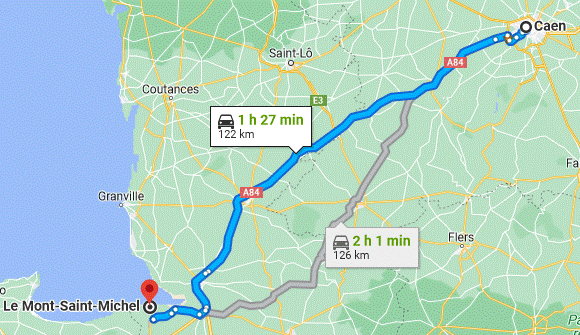 Caen
Saint-Lô
A84
Coutances
E3
1 h 27 min
122 km
A84
Granville
Flers
2 h 1 min
126 km
Le Mont-Saint-Michel